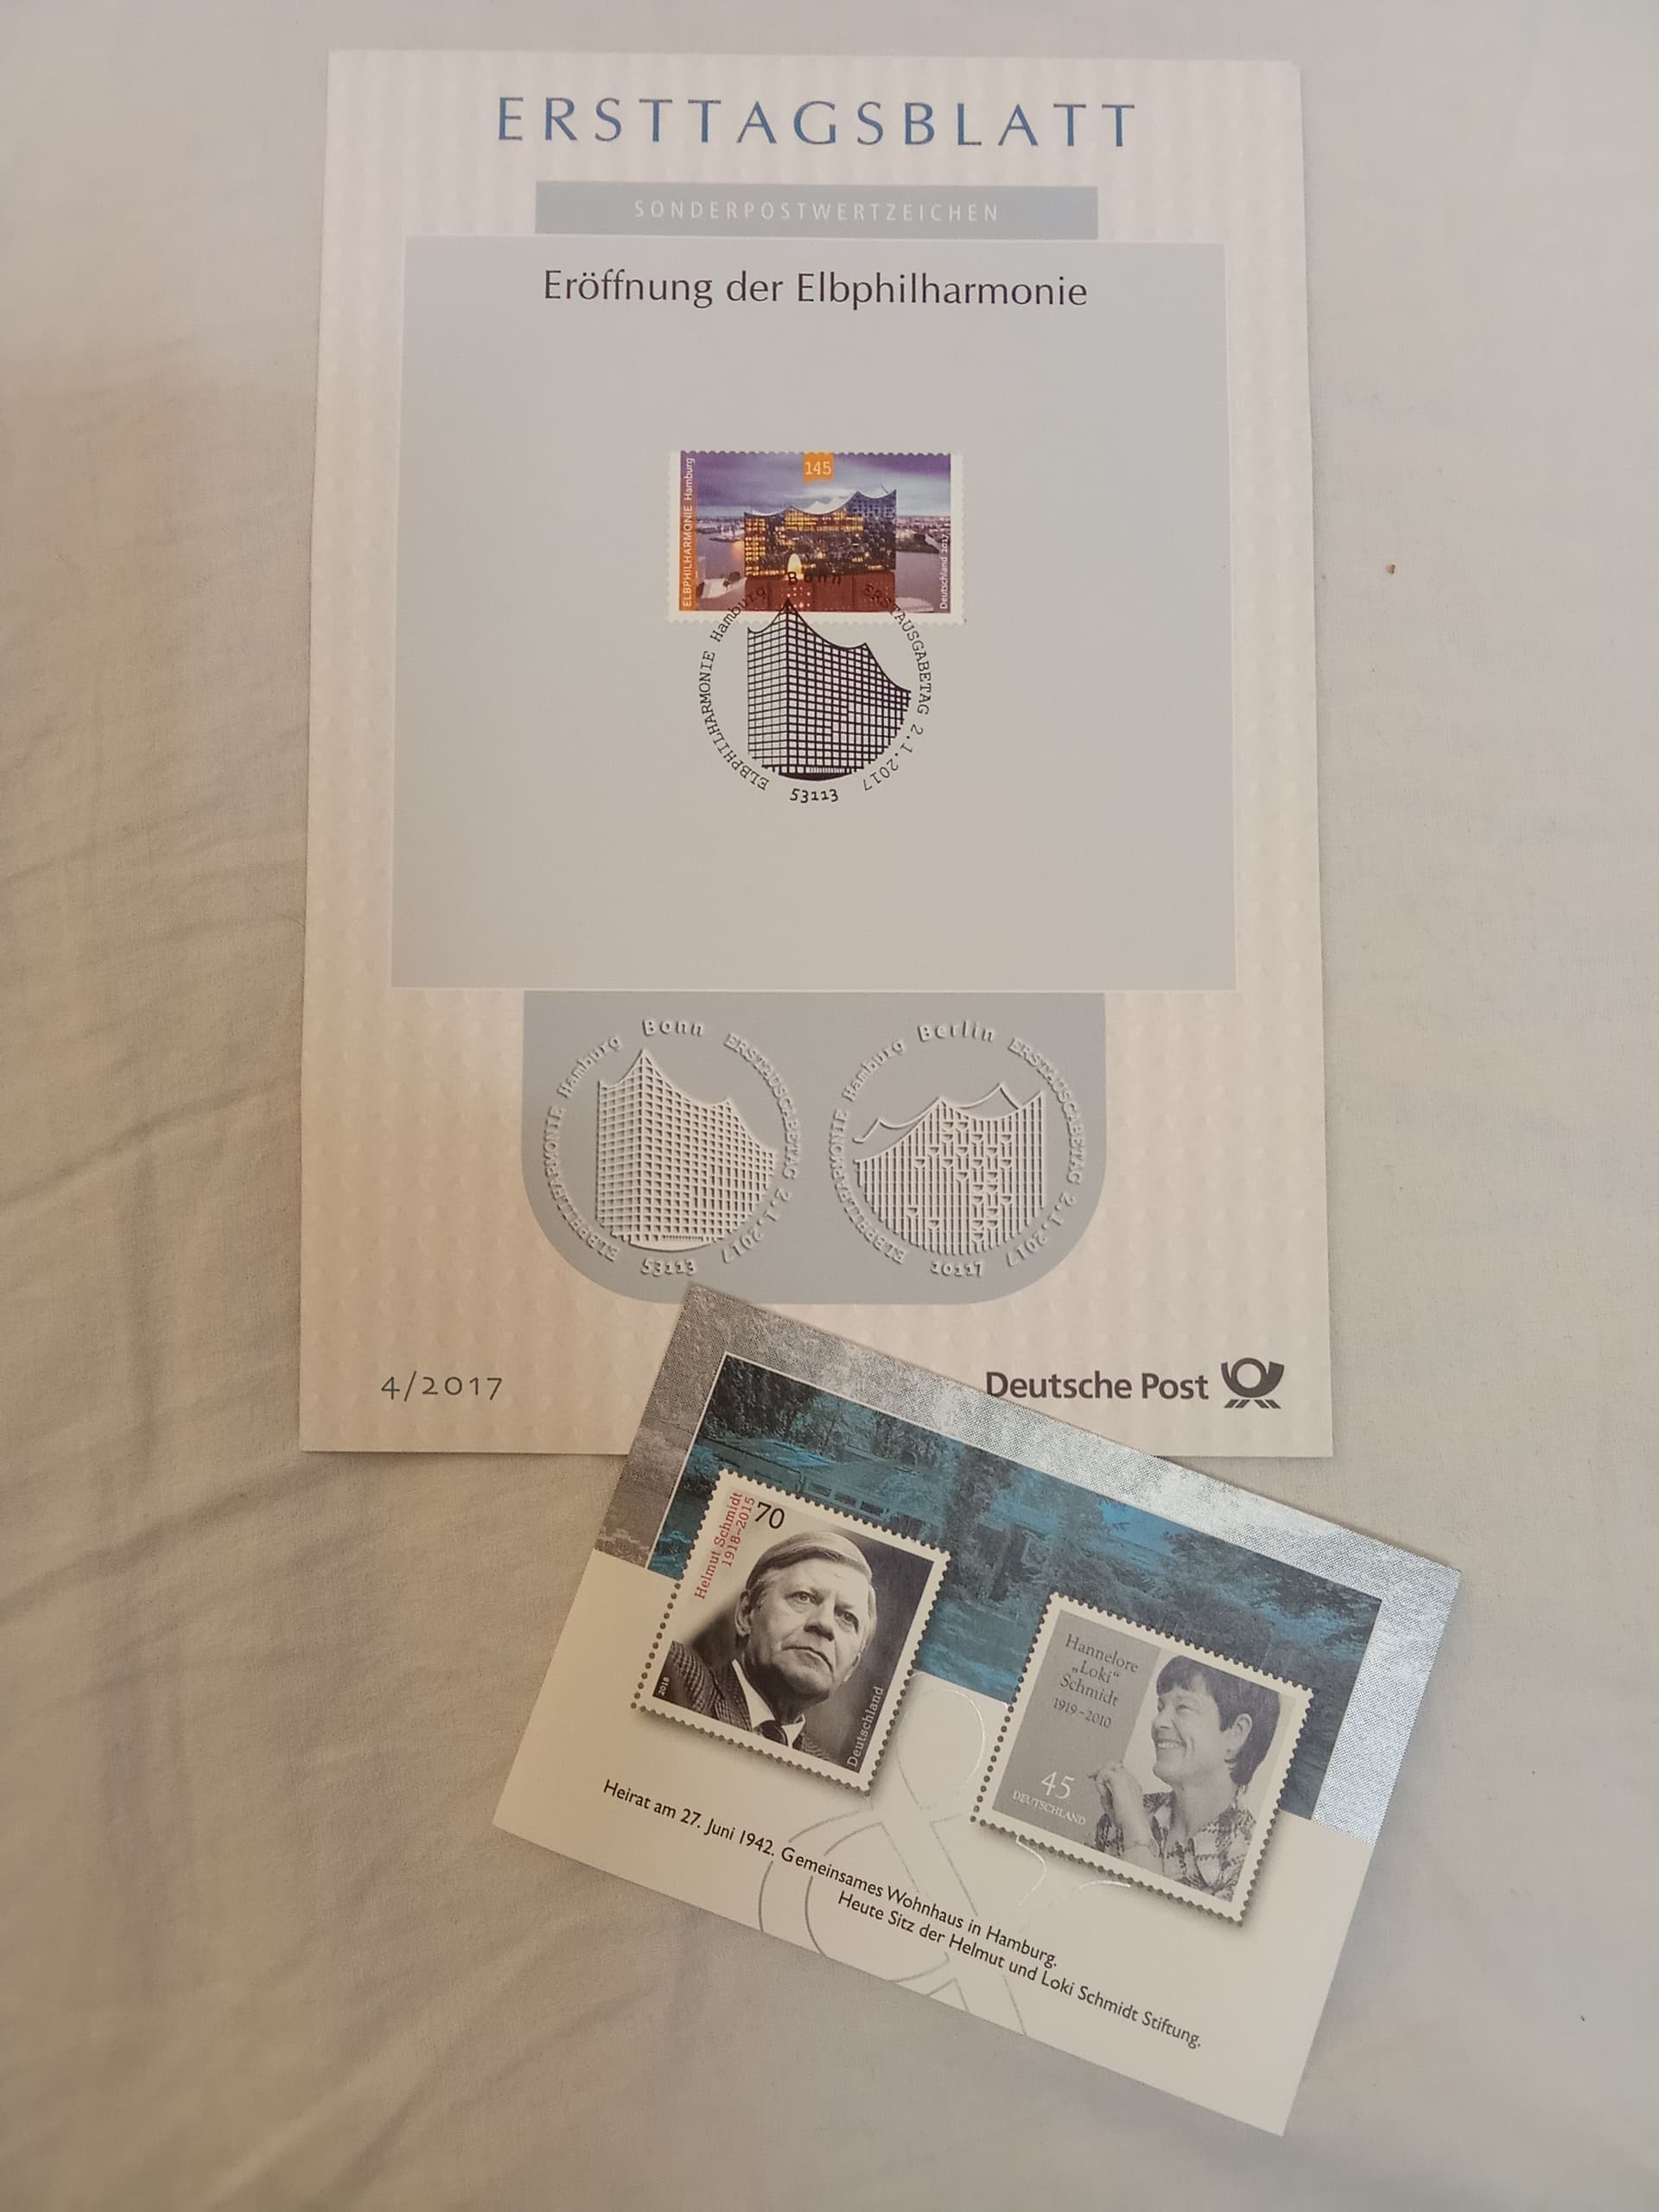 ERSTTAGSBLATT
SONDERPOSTWERTZEICHEN
Eröffnung der Elbphilharmonie
145
ELBPHILHARMONIE Hamburg
Deutschland 2017
ELBPHILHARMONIE Hamburg Bonn ERSTAUSGABETAG 2.1.2017
53113
ELBPHILHARMONIE Hamburg Bonn ERSTAUSGABETAG 2.1.2017
53113
ELBPHILHARMONIE Hamburg Berlin ERSTAUSGABETAG 2.1.2017
10117
4/2017
Deutsche Post
Helmut Schmidt
1918–2015
70
2018
Deutschland
Hannelore
„Loki“
Schmidt
1919–2010
45
DEUTSCHLAND
&
Heirat am 27. Juni 1942. Gemeinsames Wohnhaus in Hamburg.
Heute Sitz der Helmut und Loki Schmidt Stiftung.